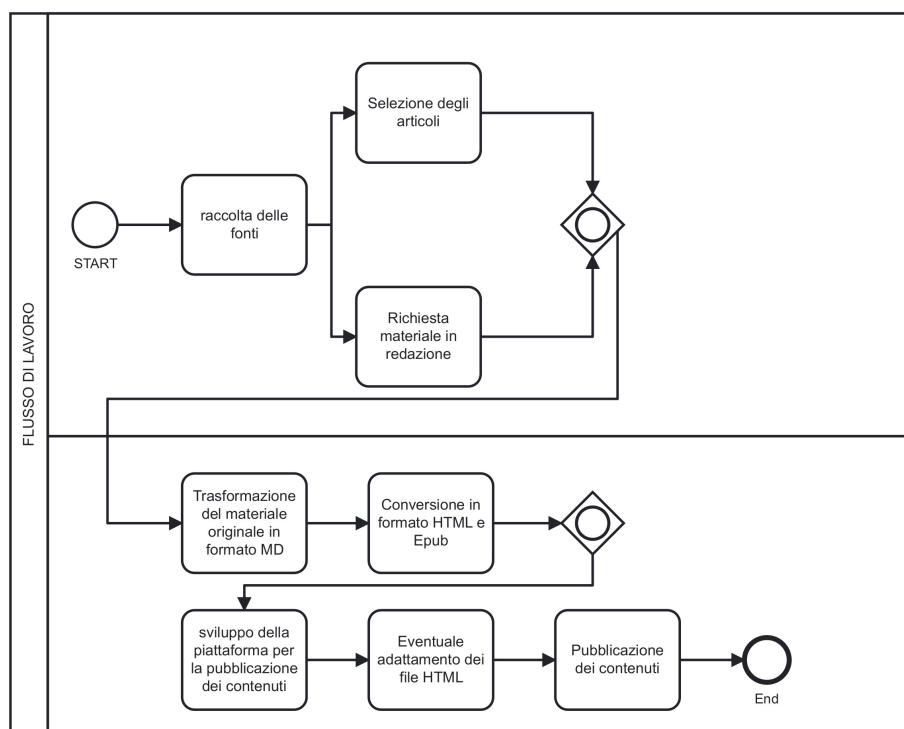 FLUSSO DI LAVORO
START
raccolta delle
fonti
Selezione degli
articoli
Richiesta
materiale in
redazione
Trasformazione
del materiale
originale in
formato MD
Conversione in
formato HTML e
Epub
sviluppo della
piattaforma per
la pubblicazione
dei contenuti
Eventuale
adattamento dei
file HTML
Pubblicazione
dei contenuti
End